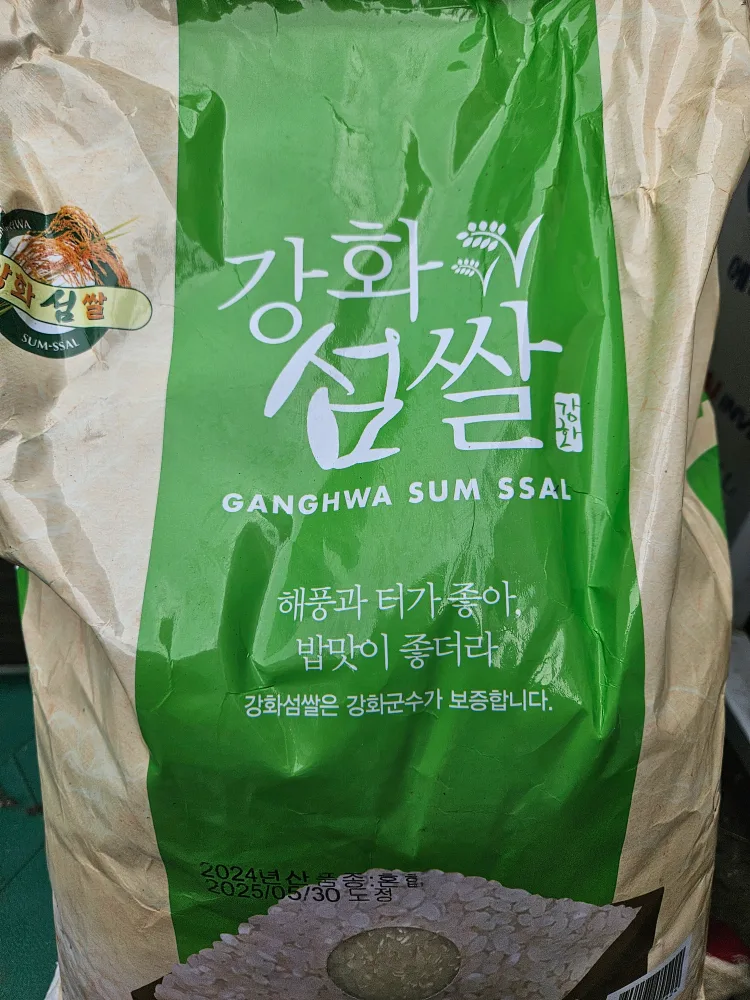 강화
섬쌀
강화
GANGHWA SUM SSAL
강화섬쌀
SUM-SSAL
해풍과 터가 좋아,
밥맛이 좋더라
강화섬쌀은 강화군수가 보증합니다.
2024년산 품종:혼합
2025/05/30 도정